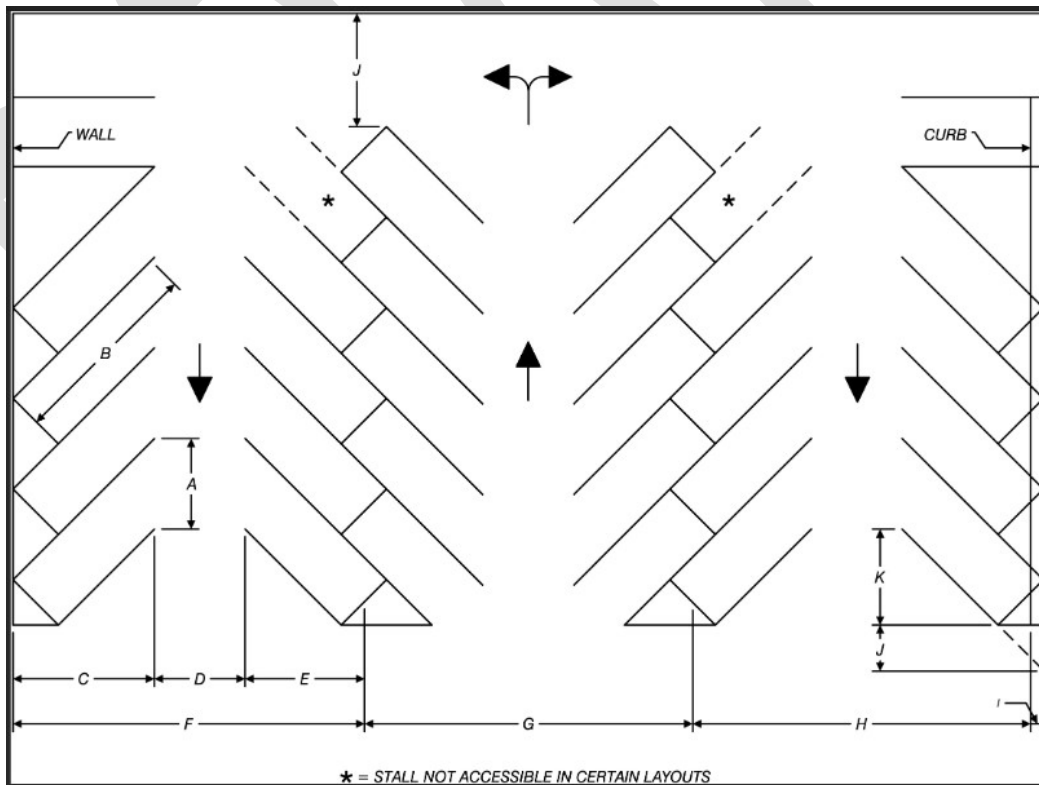 J
WALL
CURB
*
*
B
A
K
J
C
D
E
I
F
G
H
* = STALL NOT ACCESSIBLE IN CERTAIN LAYOUTS